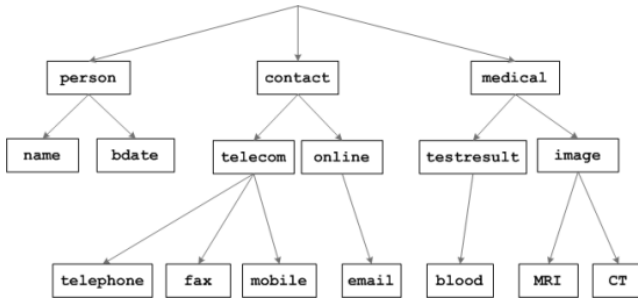 person contact medical
name bdate telecom online testresult image
telephone fax mobile email blood MRI CT